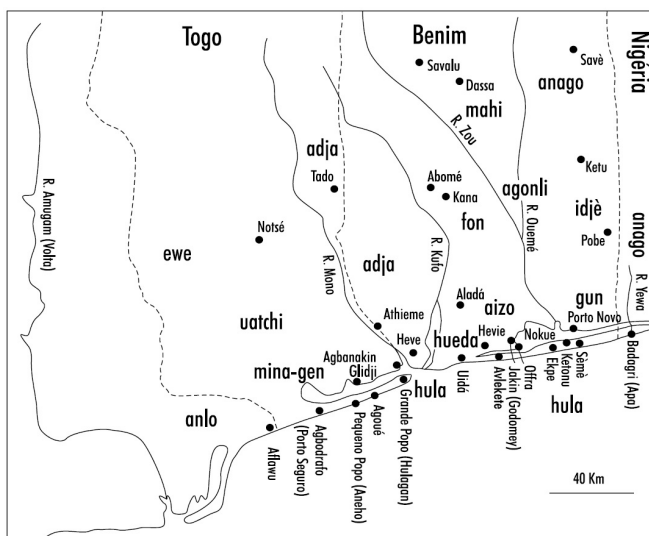 Togo
Benim
Nigéria
Savalu
Dassa
Savè
mahi
anago
R. Zou
adja
Tado
Abomé
Kana
Ketu
agonli
R. Amugam (Volta)
fon
R. Ouemé
idjè
Pobe
anago
Notsé
ewe
R. Mono
adja
R. Kufo
R. Yewa
Aladá
aizo
gun
uatchi
Athieme
Heve
hueda
Hevie
Nokué
Porto Novo
Agbanakin
Glidji
mina-gen
hula
anlo
Aflawu
Agbodrafo
(Porto Seguro)
Pequeno Popo (Aneho)
Agoué
Grande Popo (Hulagan)
Uidá
Avlekete
Jakin (Godomey)
Offra
Ekpe
Ketonu
Sèmè
Badagri (Apa)
hula
40 Km